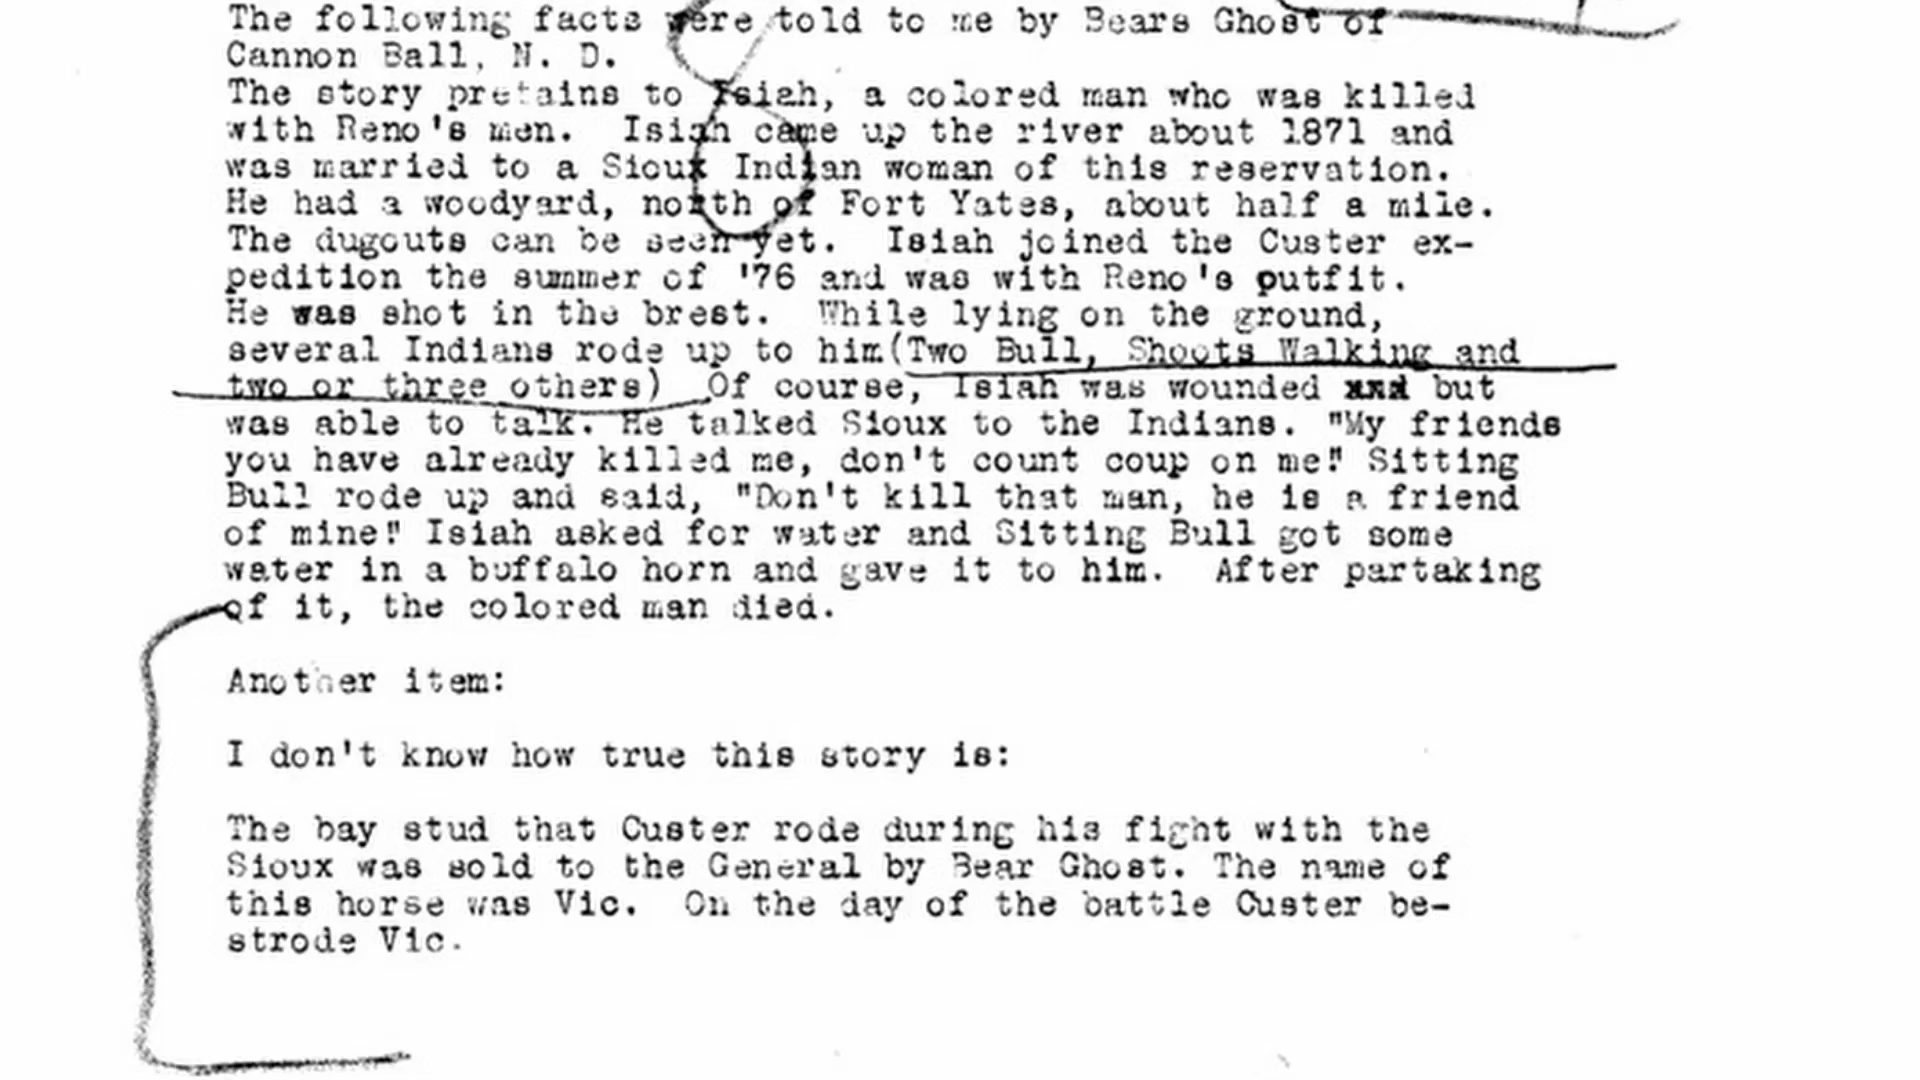 The following facts were told to me by Bears Ghost of
Cannon Ball, N. D.
The story pretains to Isiah, a colored man who was killed
with Reno's men. Isiah came up the river about 1871 and
was married to a Sioux Indian woman of this reservation.
He had a woodyard, north of Fort Yates, about half a mile.
The dugouts can be seen yet. Isiah joined the Custer ex-
pedition the summer of '76 and was with Reno's outfit.
He was shot in the brest. While lying on the ground,
several Indians rode up to him(Two Bull, Shoots Walking and
two or three others) Of course, Isiah was wounded xxx but
was able to talk. He talked Sioux to the Indians. "My friends
you have already killed me, don't count coup on me!" Sitting
Bull rode up and said, "Don't kill that man, he is a friend
of mine!" Isiah asked for water and Sitting Bull got some
water in a buffalo horn and gave it to him. After partaking
of it, the colored man died.
Another item:
I don't know how true this story is:
The bay stud that Custer rode during his fight with the
Sioux was sold to the General by Bear Ghost. The name of
this horse was Vic. On the day of the battle Custer be-
strode Vic.